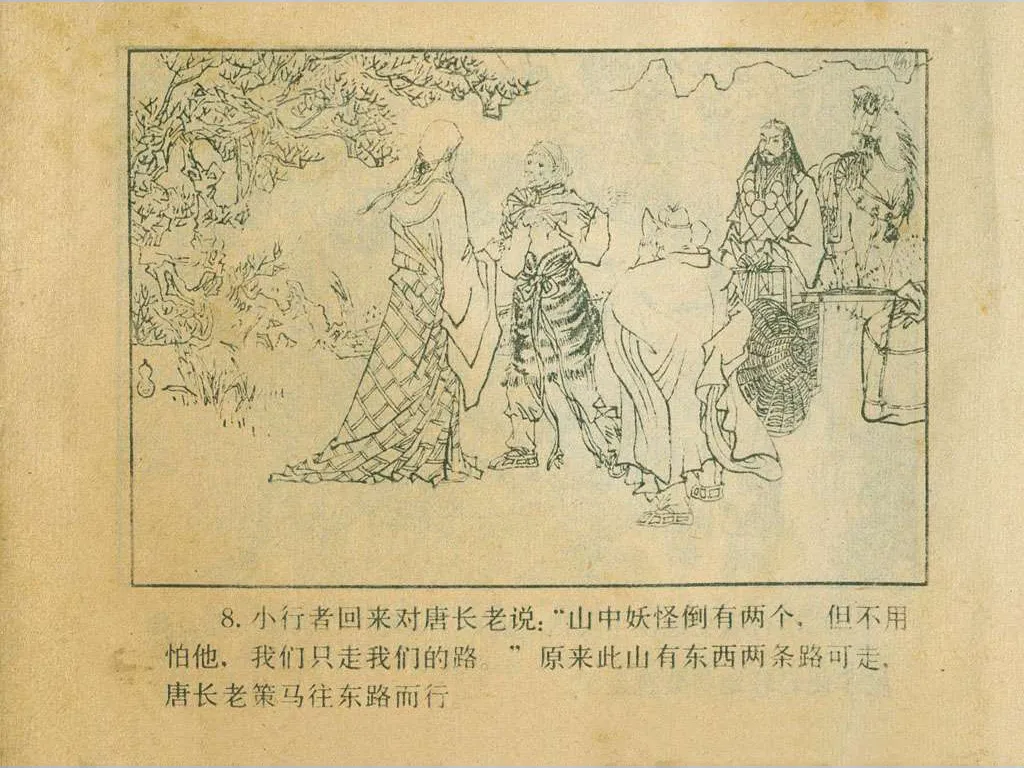 8. 小行者回来对唐长老说：“山中妖怪倒有两个，但不用
怕他，我们只走我们的路。” 原来此山有东西两条路可走，
唐长老策马往东路而行